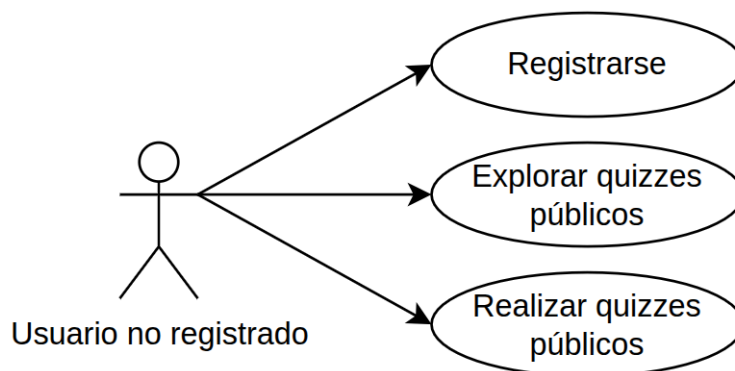 Registrarse
Explorar quizzes
públicos
Realizar quizzes
públicos
Usuario no registrado